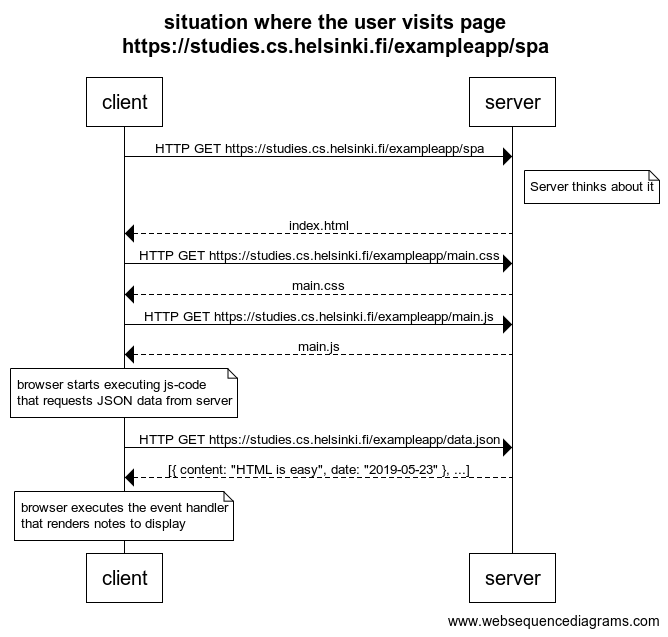 situation where the user visits page
https://studies.cs.helsinki.fi/exampleapp/spa
client
server
HTTP GET https://studies.cs.helsinki.fi/exampleapp/spa
Server thinks about it
index.html
HTTP GET https://studies.cs.helsinki.fi/exampleapp/main.css
main.css
HTTP GET https://studies.cs.helsinki.fi/exampleapp/main.js
main.js
browser starts executing js-code
that requests JSON data from server
HTTP GET https://studies.cs.helsinki.fi/exampleapp/data.json
[{ content: "HTML is easy", date: "2019-05-23" }, ...]
browser executes the event handler
that renders notes to display
client
server
www.websequencediagrams.com